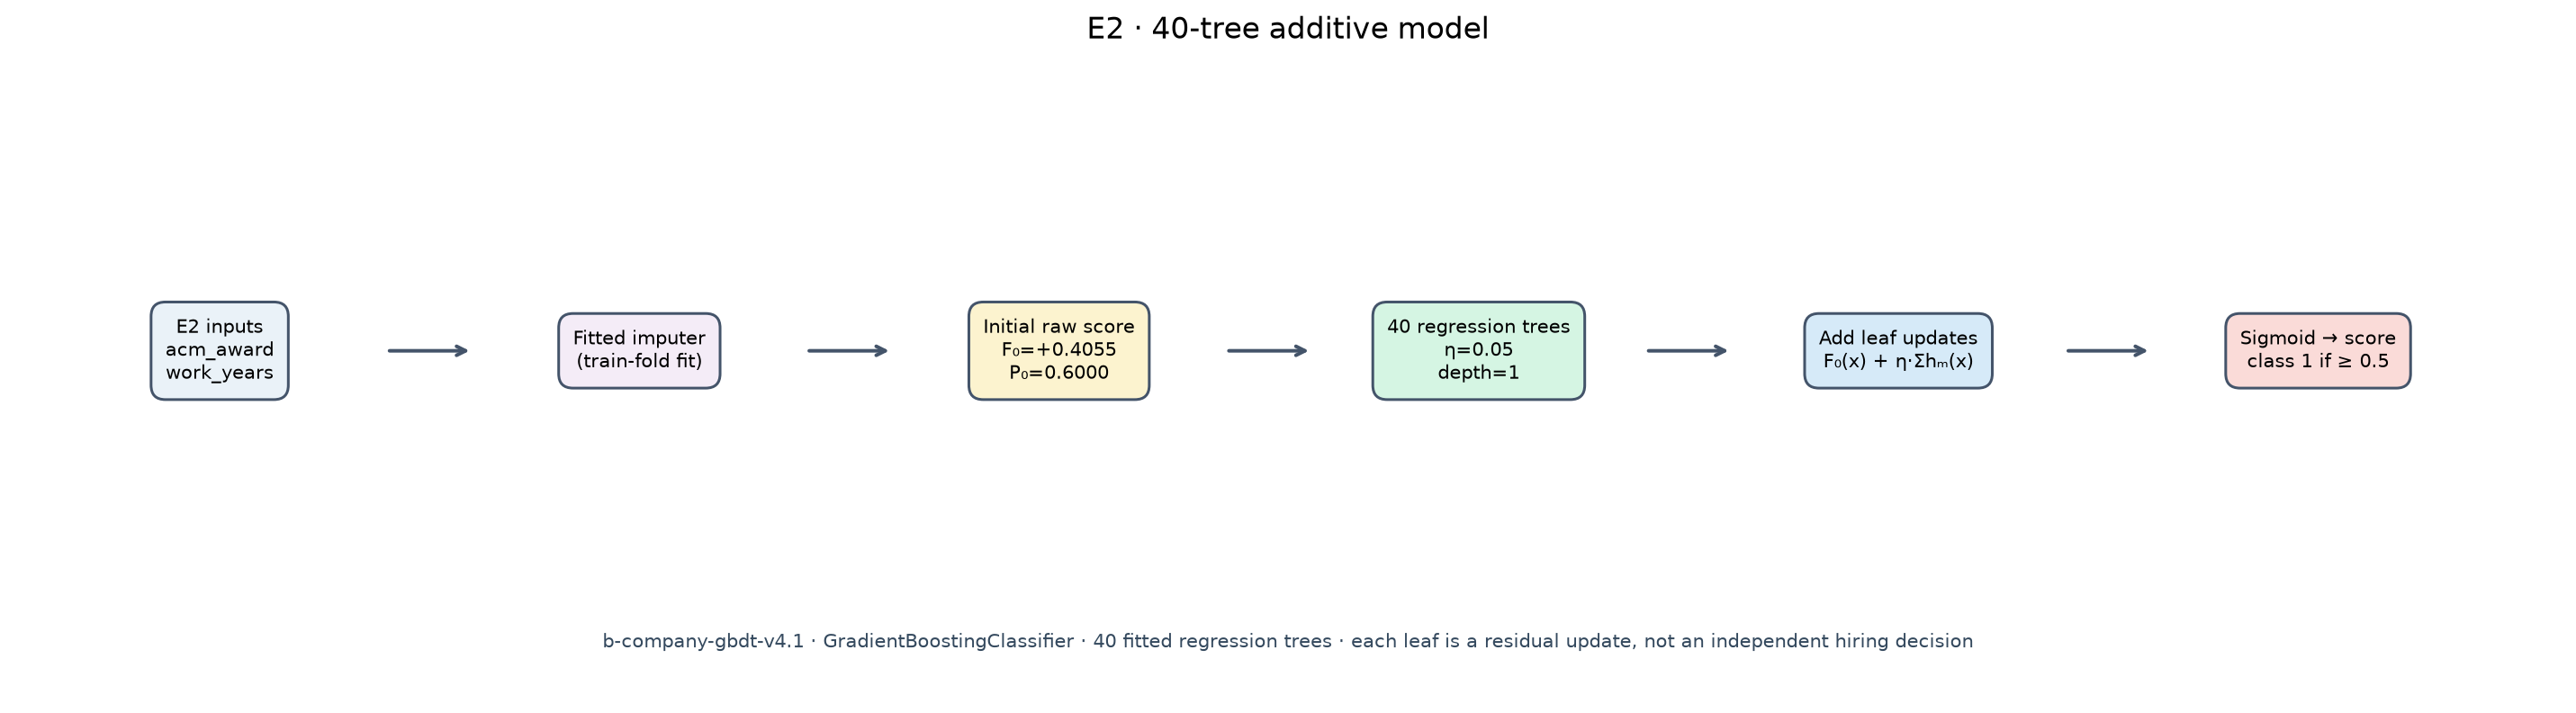 E2 · 40-tree additive model
E2 inputs
acm_award
work_years
Fitted imputer
(train-fold fit)
Initial raw score
F₀=+0.4055
P₀=0.6000
40 regression trees
η=0.05
depth=1
Add leaf updates
F₀(x) + η·Σhₘ(x)
Sigmoid → score
class 1 if ≥ 0.5
b-company-gbdt-v4.1 · GradientBoostingClassifier · 40 fitted regression trees · each leaf is a residual update, not an independent hiring decision